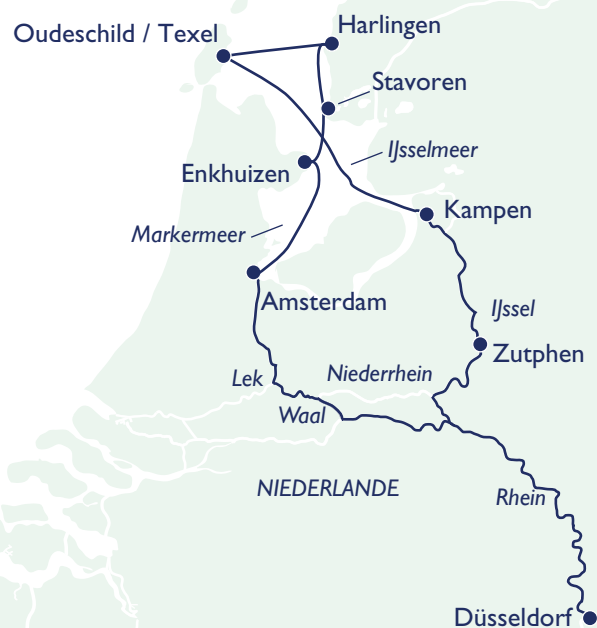 Oudeschild / Texel
Harlingen
Stavoren
IJsselmeer
Enkhuizen
Kampen
Markermeer
Amsterdam
IJssel
Zutphen
Niederrhein
Lek
Waal
NIEDERLANDE
Rhein
Düsseldorf